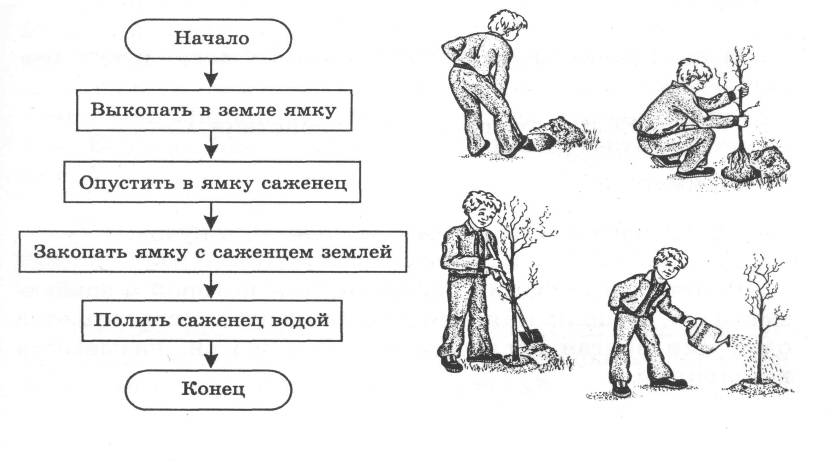 Начало
Выкопать в земле ямку
Опустить в ямку саженец
Закопать ямку с саженцем землей
Полить саженец водой
Конец